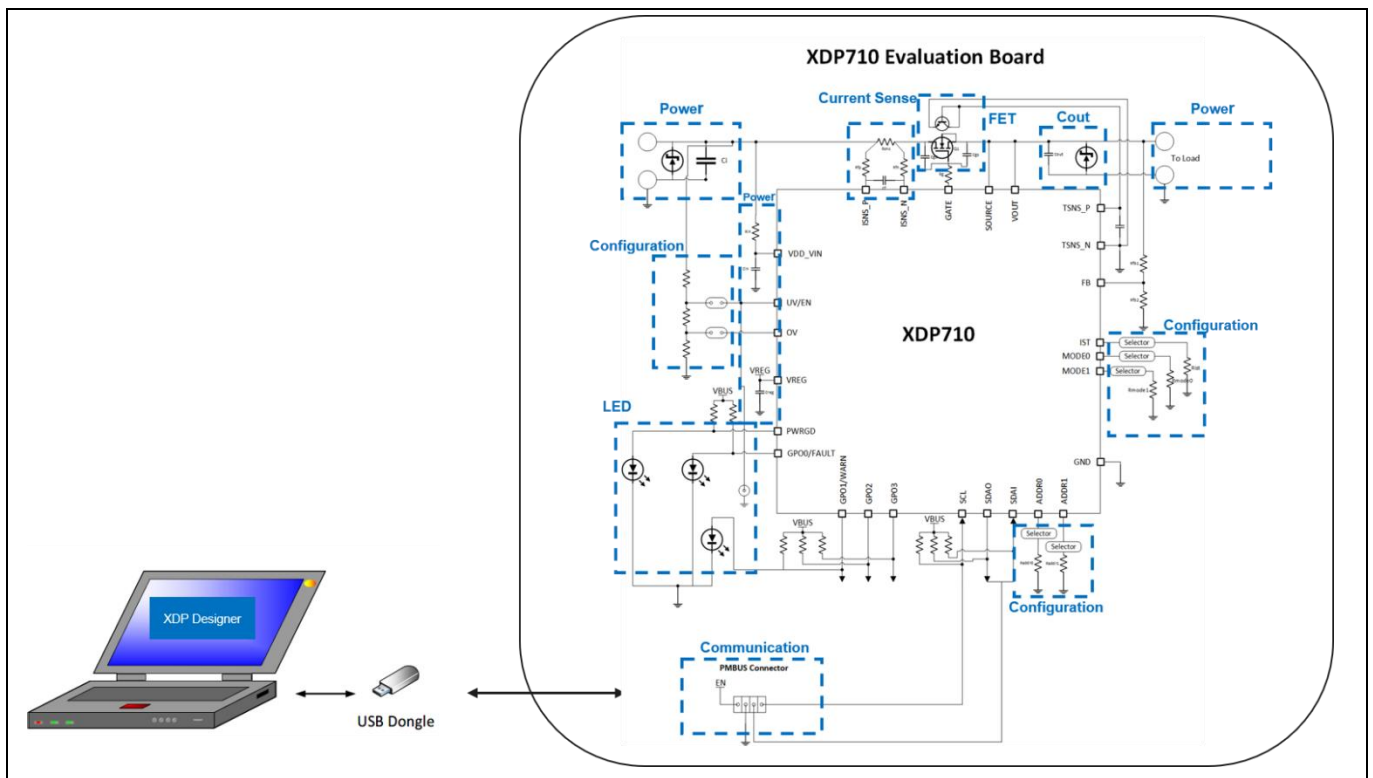 XDP710 Evaluation Board
Power
Current Sense
FET
Cout
Power
CI
To Load
Power
ISNS_P
ISNS_N
GATE
SOURCE
VOUT
TSNS_P
TSNS_N
Configuration
VDD_VIN
UV/EN
OV
FB
XDP710
Configuration
IST
Selector
MODE0
Selector
MODE1
Selector
Rmode1
VREG
VREG
VBUS
LED
PWRGD
GPO0/FAULT
GND
GPO1/WARN
GPO2
GPO3
SCL
SDAO
SDAI
ADDR0
ADDR1
VBUS
VBUS
Selector
Selector
Configuration
Communication
PMBUS Connector
EN
XDP Designer
USB Dongle